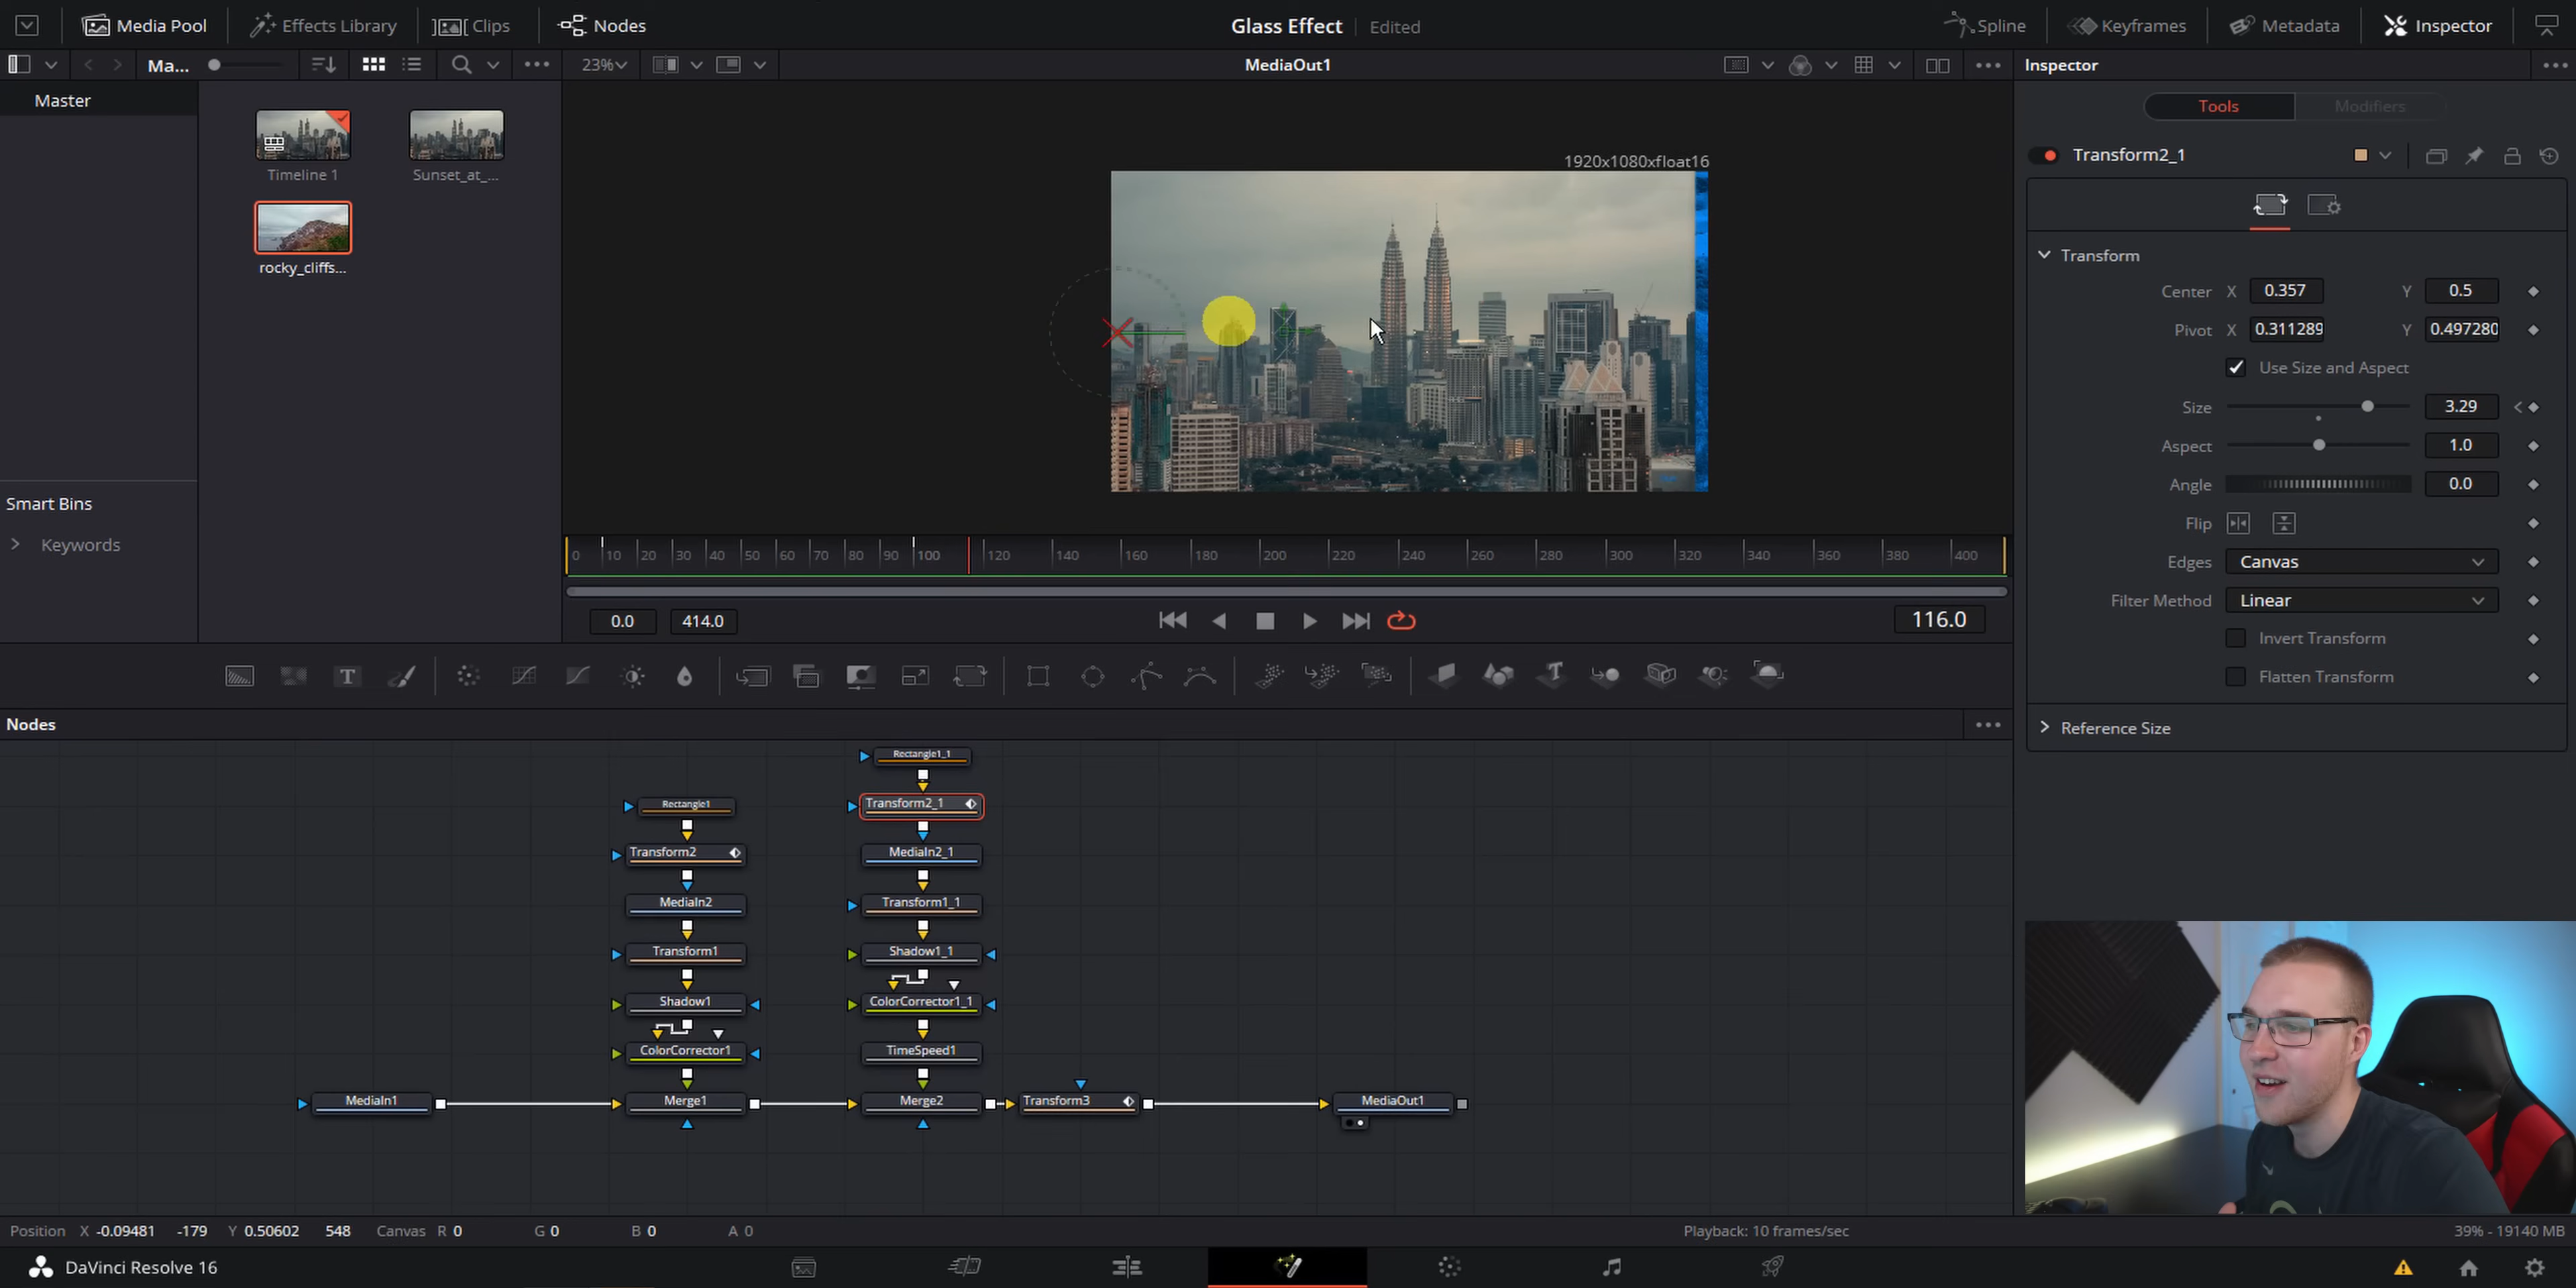 Media Pool
Effects Library
Clips
Nodes
Glass Effect
Edited
Spline
Keyframes
Metadata
Inspector
Ma...
23%
MediaOut1
Inspector
Master
Timeline 1
Sunset_at_...
rocky_cliffs...
Smart Bins
Keywords
1920x1080xfloat16
0 10 20 30 40 50 60 70 80 90 100 120 140 160 180 200 220 240 260 280 300 320 340 360 380 400
0.0
414.0
116.0
Tools
Modifiers
Transform2_1
Transform
Center X 0.357 Y 0.5
Pivot X 0.311289 Y 0.497280
Use Size and Aspect
Size 3.29
Aspect 1.0
Angle 0.0
Flip
Edges Canvas
Filter Method Linear
Invert Transform
Flatten Transform
Reference Size
Nodes
Rectangle1_1
Rectangle1
Transform2_1
Transform2
MediaIn2_1
MediaIn2
Transform1_1
Transform1
Shadow1_1
Shadow1
ColorCorrector1_1
ColorCorrector1
TimeSpeed1
MediaIn1
Merge1
Merge2
Transform3
MediaOut1
Position X -0.09481 -179 Y 0.50602 548 Canvas R 0 G 0 B 0 A 0
Playback: 10 frames/sec
39% - 19140 MB
DaVinci Resolve 16